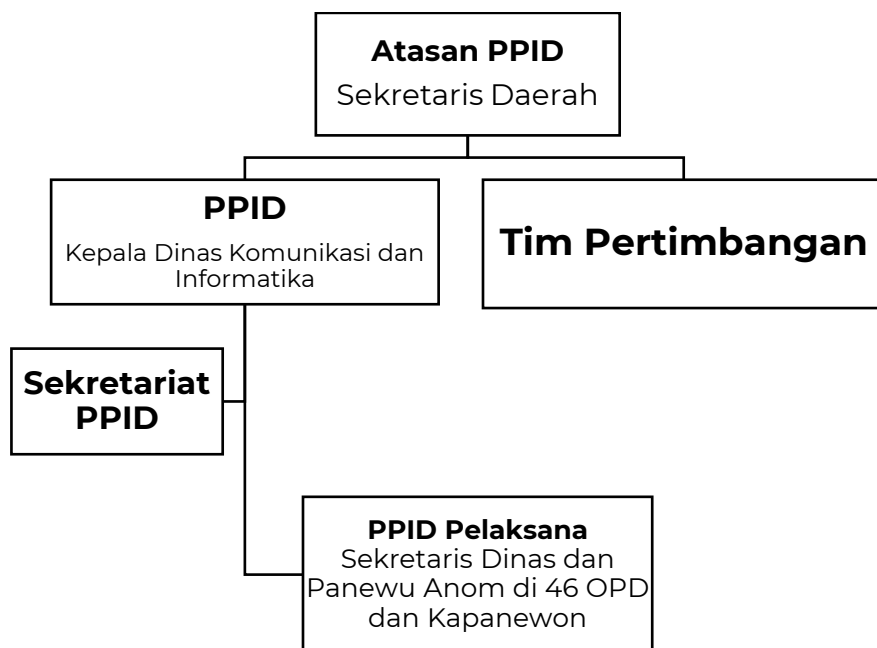 Atasan PPID
Sekretaris Daerah
PPID
Kepala Dinas Komunikasi dan
Informatika
Tim Pertimbangan
Sekretariat
PPID
PPID Pelaksana
Sekretaris Dinas dan
Panewu Anom di 46 OPD
dan Kapanewon